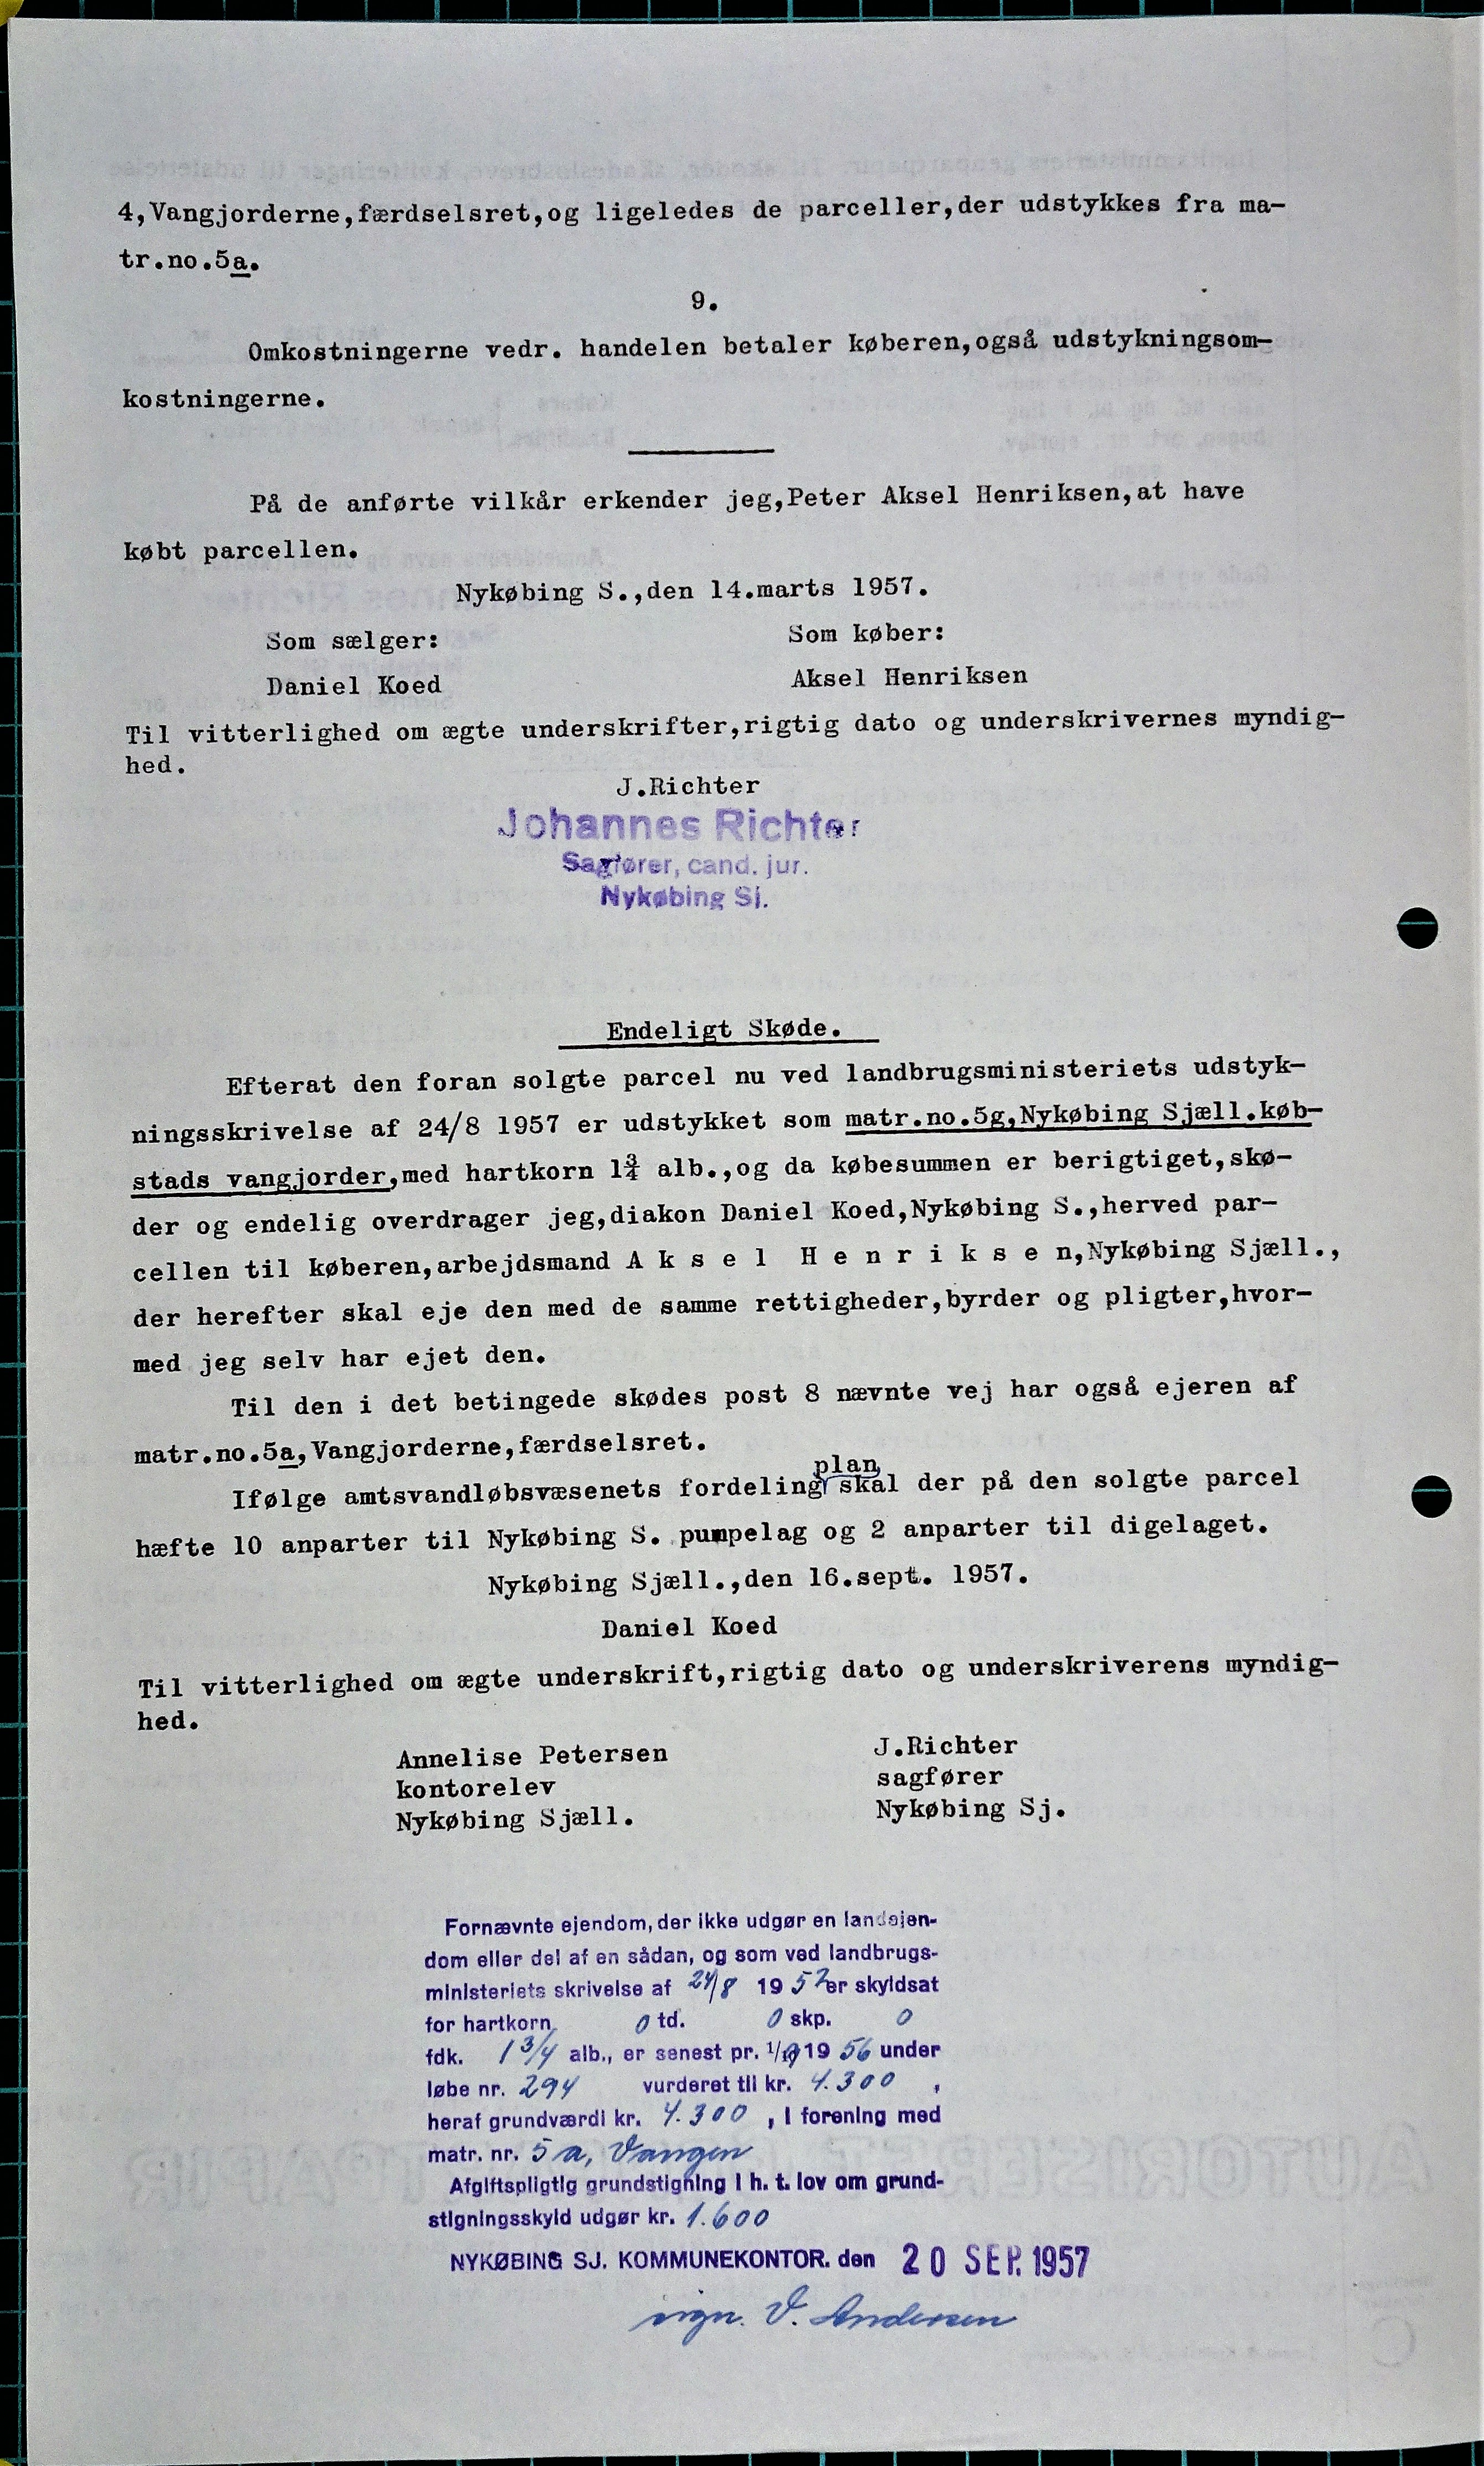 4,Vangjorderne,færdselsret,og ligeledes de parceller,der udstykkes fra ma-
tr.no.5a.
9.
Omkostningerne vedr. handelen betaler køberen,også udstykningsom-
kostningerne.
På de anførte vilkår erkender jeg,Peter Aksel Henriksen,at have
købt parcellen.
Nykøbing S.,den 14.marts 1957.
Som sælger: Som køber:
Daniel Koed Aksel Henriksen
Til vitterlighed om ægte underskrifter,rigtig dato og underskrivernes myndig-
hed.
J.Richter
Johannes Richter
Sagfører, cand. jur.
Nykøbing Sj.
Endeligt Skøde.
Efterat den foran solgte parcel nu ved landbrugsministeriets udstyk-
ningsskrivelse af 24/8 1957 er udstykket som matr.no.5g,Nykøbing Sjæll.køb-
stads vangjorder,med hartkorn 1¾ alb.,og da købesummen er berigtiget,skø-
der og endelig overdrager jeg,diakon Daniel Koed,Nykøbing S.,herved par-
cellen til køberen,arbejdsmand A k s e l H e n r i k s e n,Nykøbing Sjæll.,
der herefter skal eje den med de samme rettigheder,byrder og pligter,hvor-
med jeg selv har ejet den.
Til den i det betingede skødes post 8 nævnte vej har også ejeren af
matr.no.5a,Vangjorderne,færdselsret.
plan
Ifølge amtsvandløbsvæsenets fordeling skal der på den solgte parcel
hæfte 10 anparter til Nykøbing S. pumpelag og 2 anparter til digelaget.
Nykøbing Sjæll.,den 16.sept. 1957.
Daniel Koed
Til vitterlighed om ægte underskrift,rigtig dato og underskriverens myndig-
hed.
Annelise Petersen J.Richter
kontorelev sagfører
Nykøbing Sjæll. Nykøbing Sj.
Fornævnte ejendom, der ikke udgør en landejen-
dom eller del af en sådan, og som ved landbrugs-
ministeriets skrivelse af 24/8 1957 er skyldsat
for hartkorn 0 td. 0 skp. 0
fdk. 1 3/4 alb., er senest pr. 1/9 1956 under
løbe nr. 294 vurderet til kr. 4.300 ,
heraf grundværdi kr. 4.300 , i forening med
matr. nr. 5 a, Vangen
Afgiftspligtig grundstigning i h. t. lov om grund-
stigningsskyld udgør kr. 1.600
NYKØBING SJ. KOMMUNEKONTOR. den 20 SEP. 1957
sign. V. Andersen